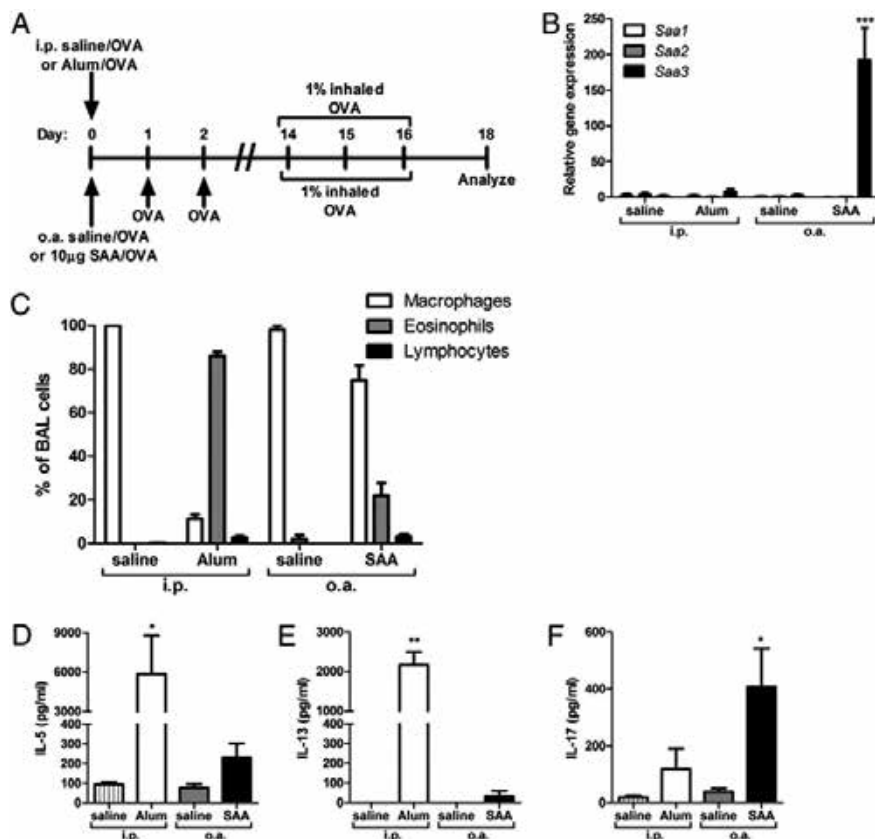 A
i.p. saline/OVA
or Alum/OVA
1% inhaled
OVA
Day: 0 1 2 14 15 16 18
OVA OVA
1% inhaled
OVA
Analyze
o.a. saline/OVA
or 10µg SAA/OVA
B
Relative gene expression
250
200
150
100
50
0
Saa1
Saa2
Saa3
***
saline Alum saline SAA
i.p. o.a.
C
% of BAL cells
100
80
60
40
20
0
Macrophages
Eosinophils
Lymphocytes
saline Alum saline SAA
i.p. o.a.
D
IL-5 (pg/ml)
9000
6000
3000
400
300
200
100
0
*
saline Alum saline SAA
i.p. o.a.
E
IL-13 (pg/ml)
3000
2000
1000
400
300
200
100
0
**
saline Alum saline SAA
i.p. o.a.
F
IL-17 (pg/ml)
600
400
200
0
*
saline Alum saline SAA
i.p. o.a.